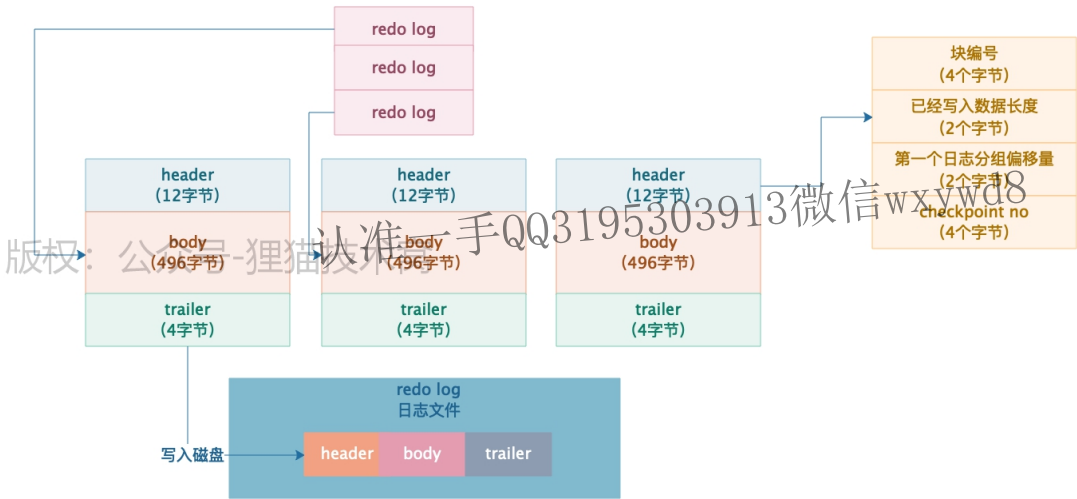 redo log
redo log
redo log
块编号
(4个字节)
已经写入数据长度
(2个字节)
第一个日志分组偏移量
(2个字节)
checkpoint no
(4个字节)
header
(12字节)
body
(496字节)
trailer
(4字节)
header
(12字节)
body
(496字节)
trailer
(4字节)
header
(12字节)
body
(496字节)
trailer
(4字节)
认准一手QQ3195303913微信wxywd8
版权：公众号-狸猫技术窝
redo log
日志文件
写入磁盘
header
body
trailer